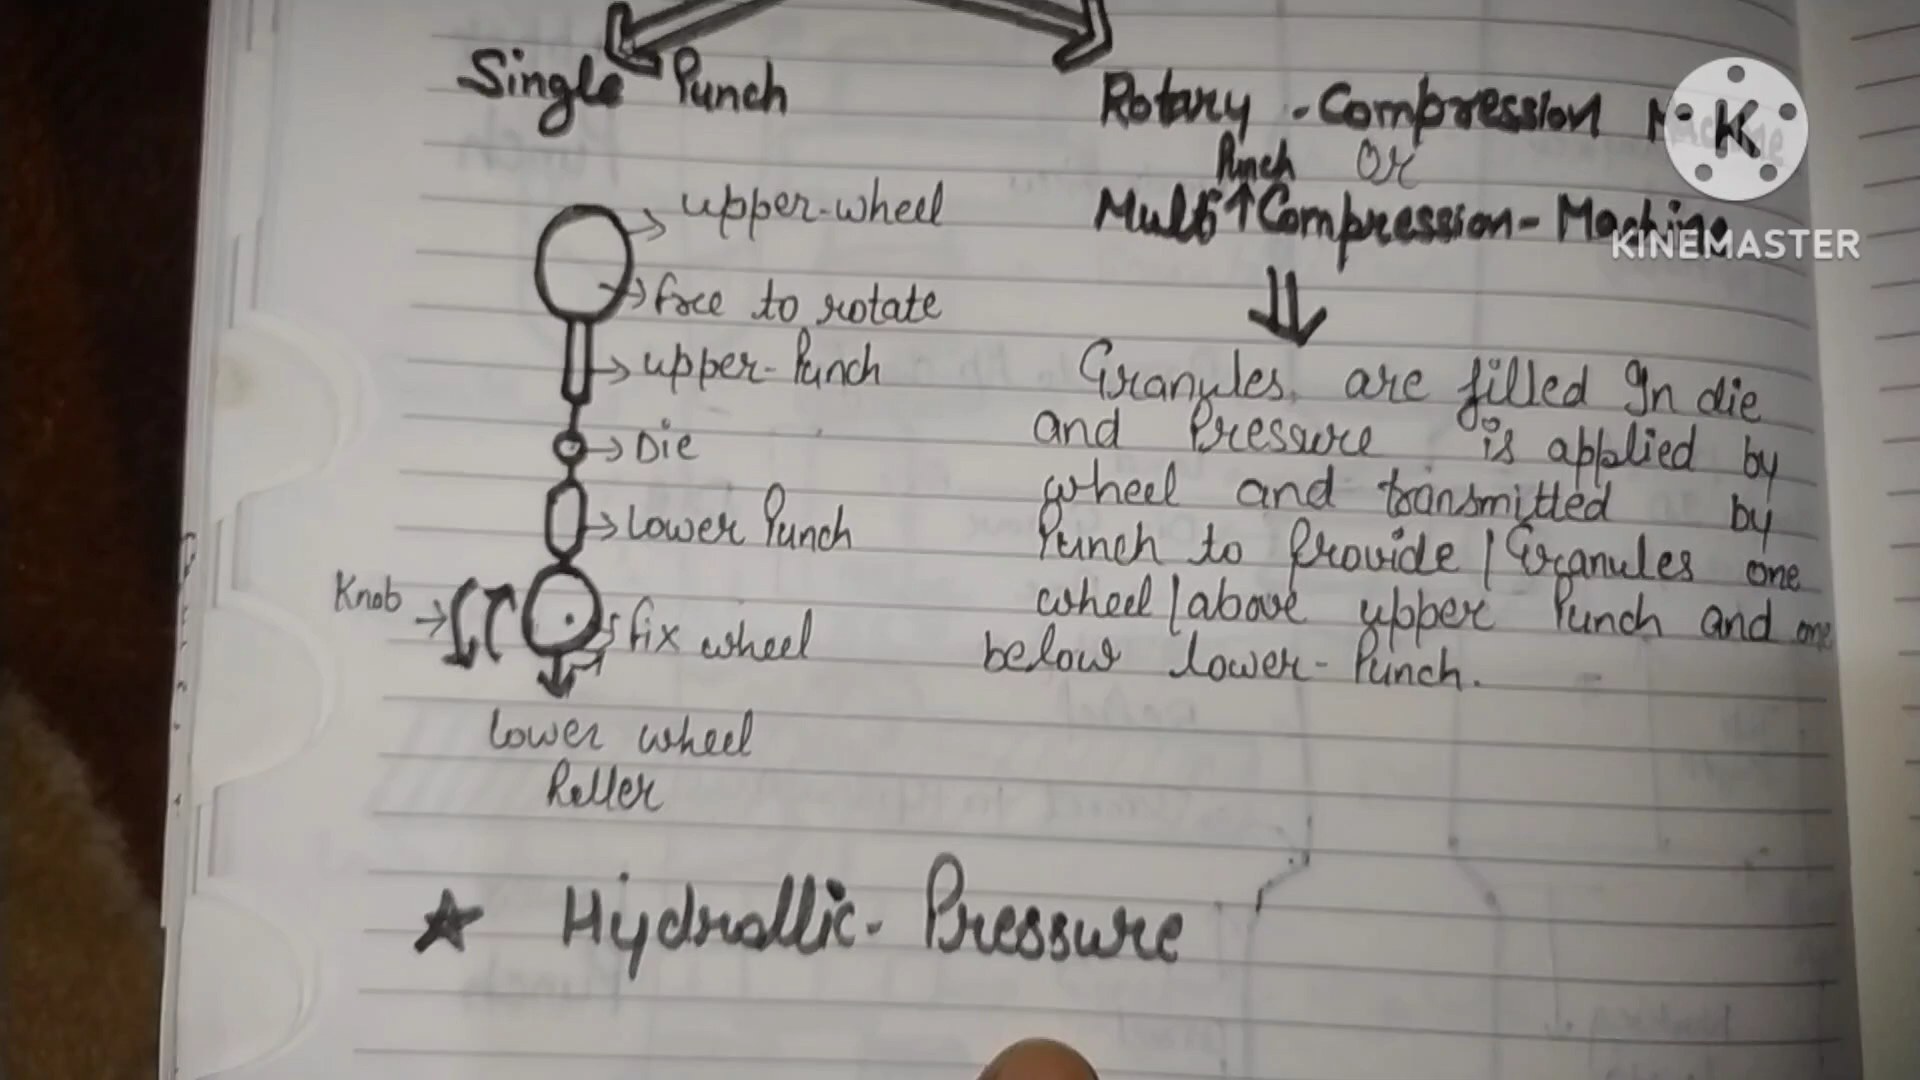 Single Punch
upper-wheel
free to rotate
upper-Punch
Die
Lower Punch
Knob
fix wheel
lower wheel
Roller
Rotary - Compression
Punch or
Multi ↑ Compression - Machine
Granules are filled In die
and Pressure is applied by
wheel and transmitted by
Punch to Provide / Granules one
wheel / above upper Punch and one
below lower - Punch.
★ Hydrollic - Pressure
K
KINEMASTER